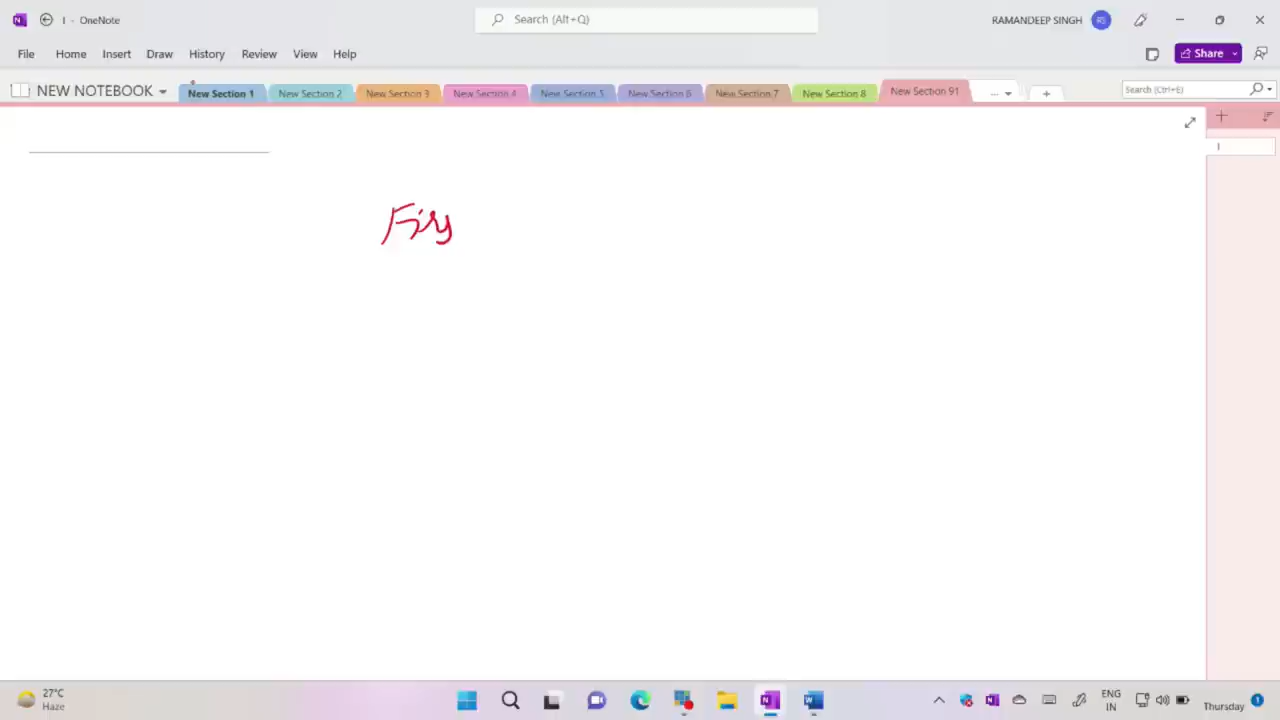 I - OneNote
Search (Alt+Q)
RAMANDEEP SINGH RS
File Home Insert Draw History Review View Help
Share
NEW NOTEBOOK
New Section 1 New Section 2 New Section 3 New Section 4 New Section 5 New Section 6 New Section 7 New Section 8 New Section 91 ...
Search (Ctrl+E)
I
27°C
Haze
ENG
IN
Thursday 1